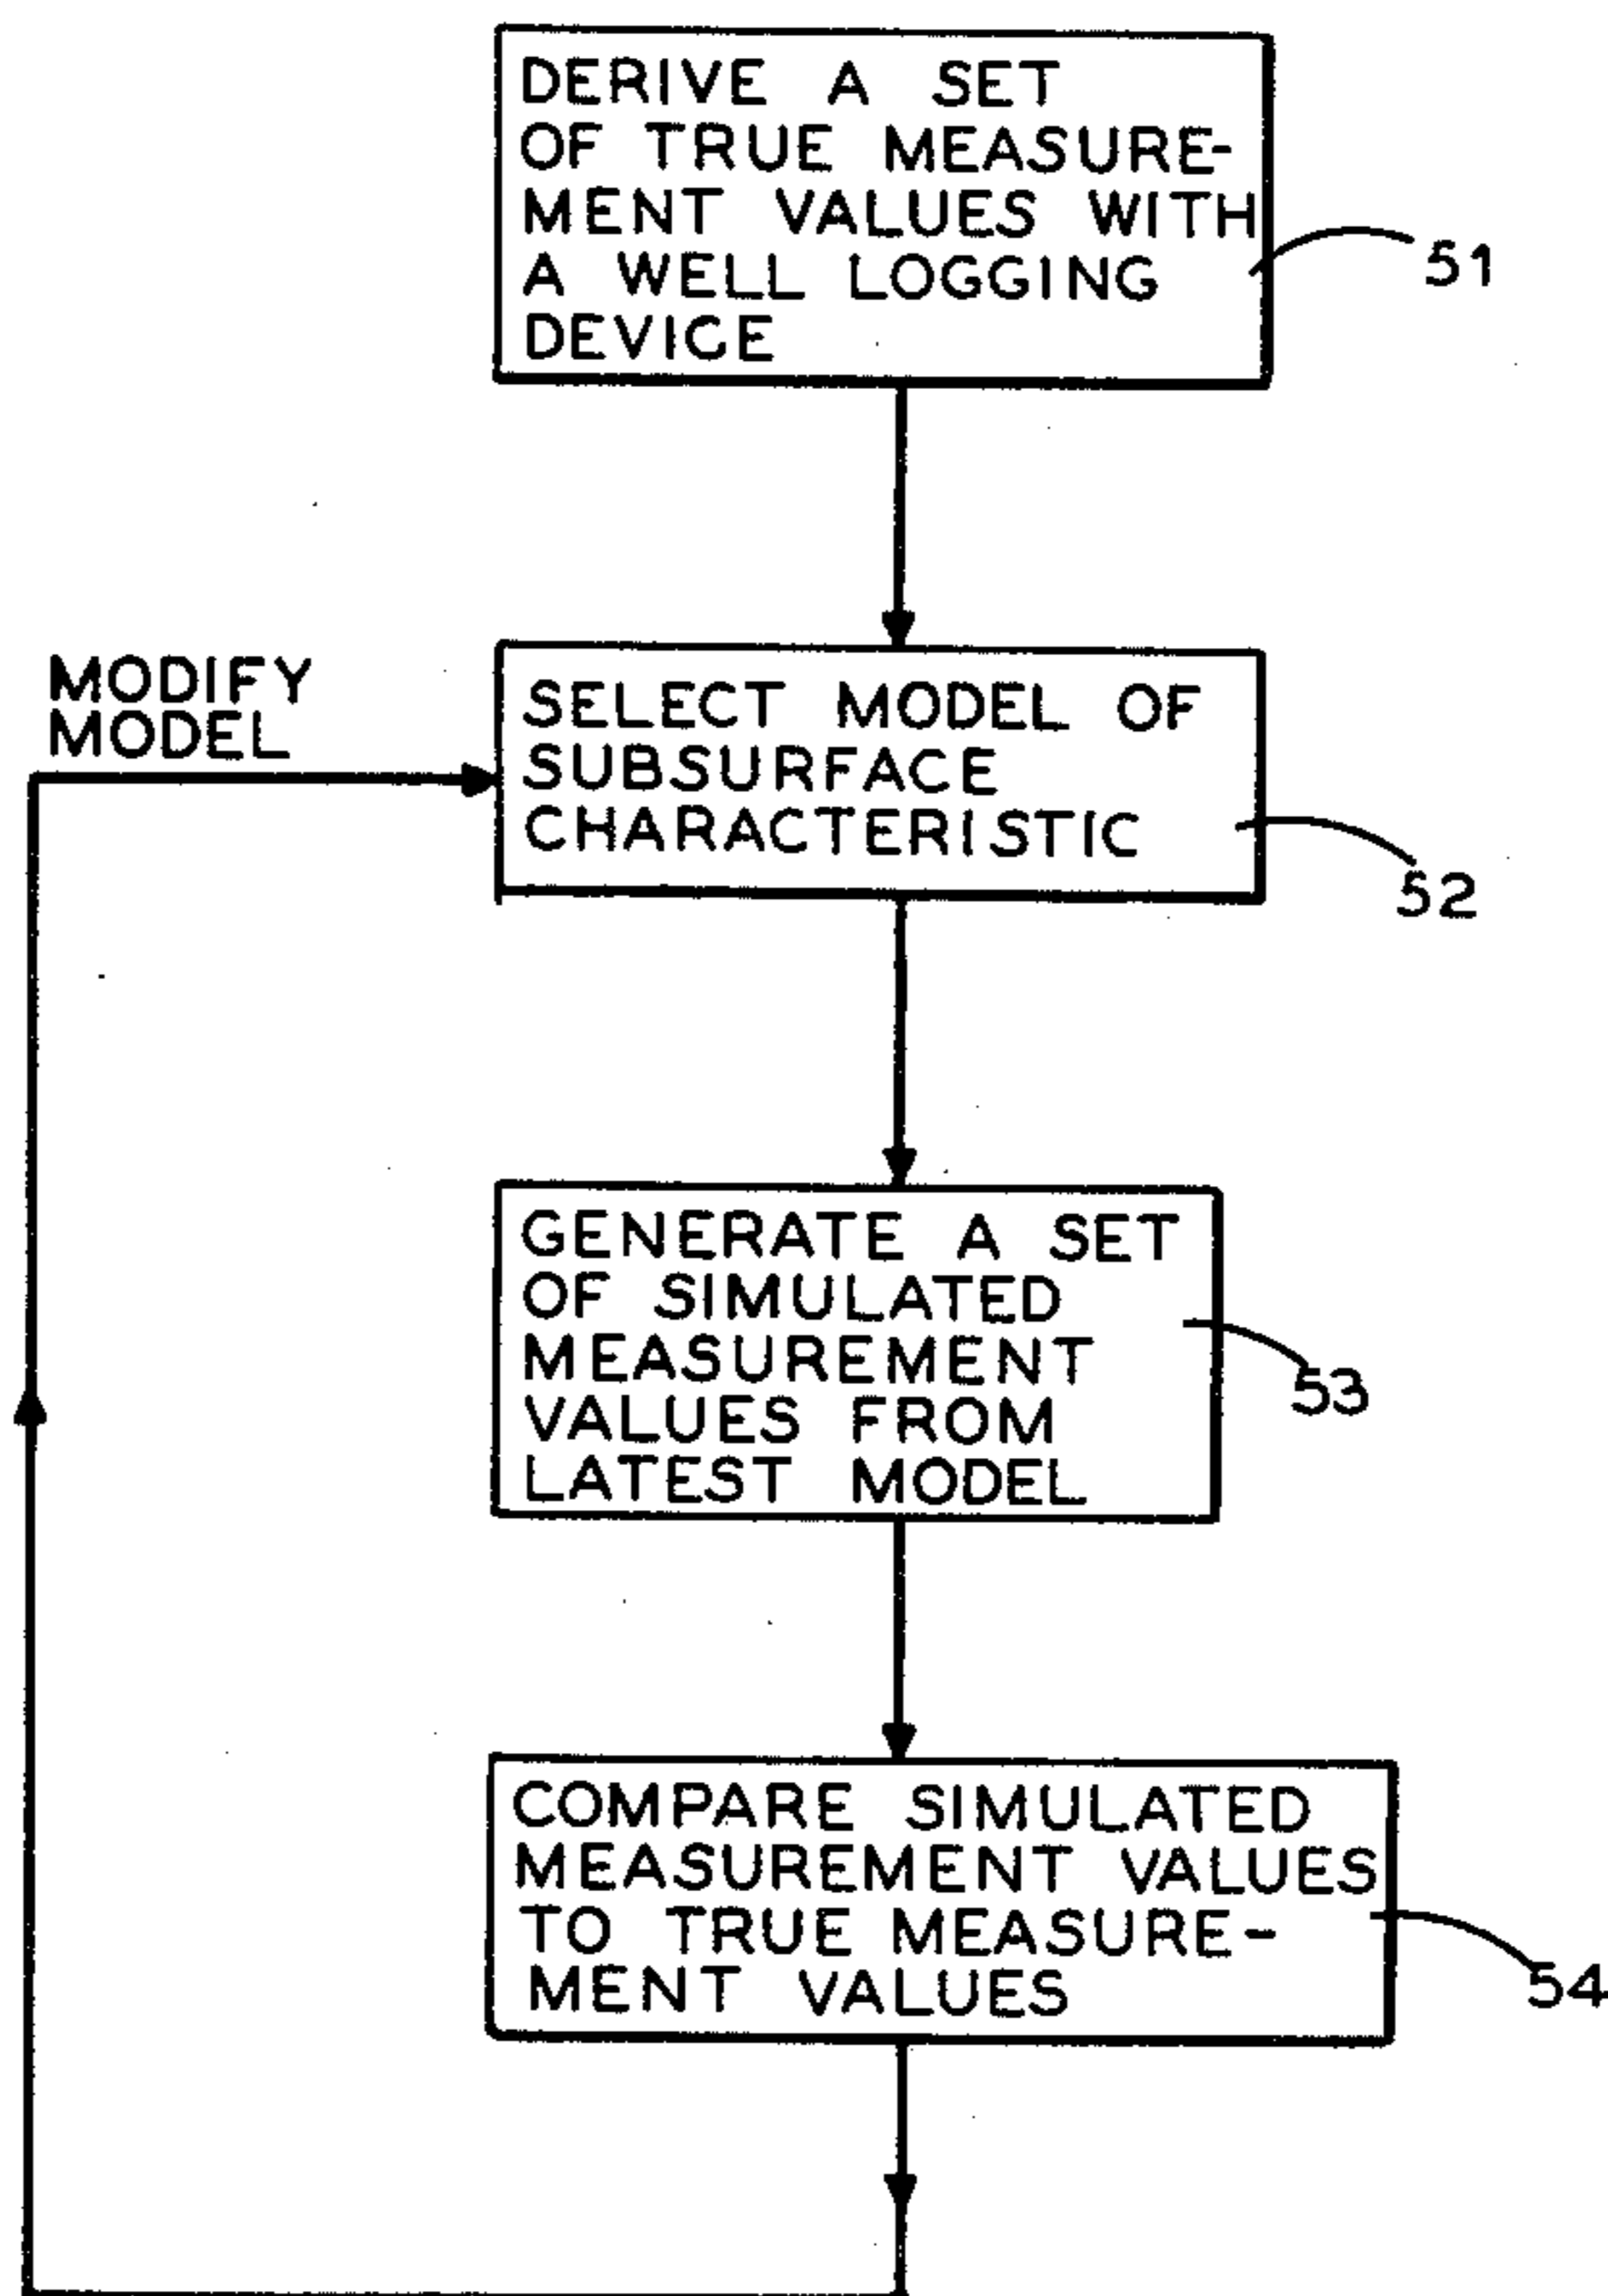 DERIVE A SET
OF TRUE MEASURE-
MENT VALUES WITH
A WELL LOGGING
DEVICE
51
MODIFY
MODEL
SELECT MODEL OF
SUBSURFACE
CHARACTERISTIC
52
GENERATE A SET
OF SIMULATED
MEASUREMENT
VALUES FROM
LATEST MODEL
53
COMPARE SIMULATED
MEASUREMENT VALUES
TO TRUE MEASURE-
MENT VALUES
54